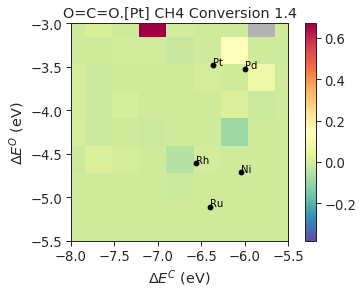 O=C=O.[Pt] CH4 Conversion 1.4
−3.0
−3.5
−4.0
−4.5
−5.0
−5.5
ΔE^O (eV)
Pt
Pd
Rh
Ni
Ru
−8.0 −7.5 −7.0 −6.5 −6.0 −5.5
ΔE^C (eV)
0.6
0.4
0.2
0.0
−0.2